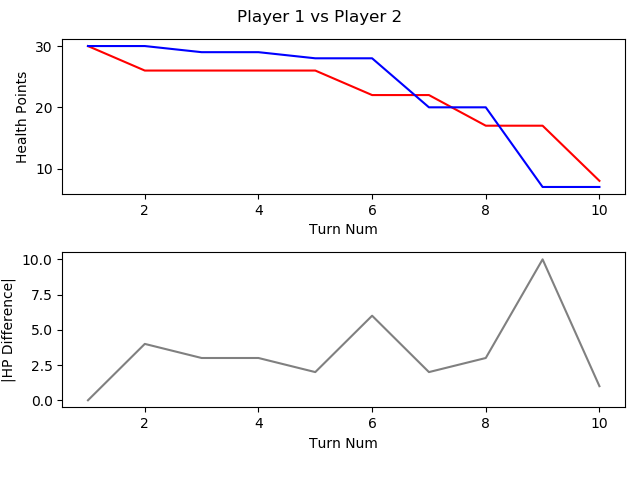 Player 1 vs Player 2
30
20
10
Health Points
2 4 6 8 10
Turn Num
10.0
7.5
5.0
2.5
0.0
|HP Difference|
2 4 6 8 10
Turn Num